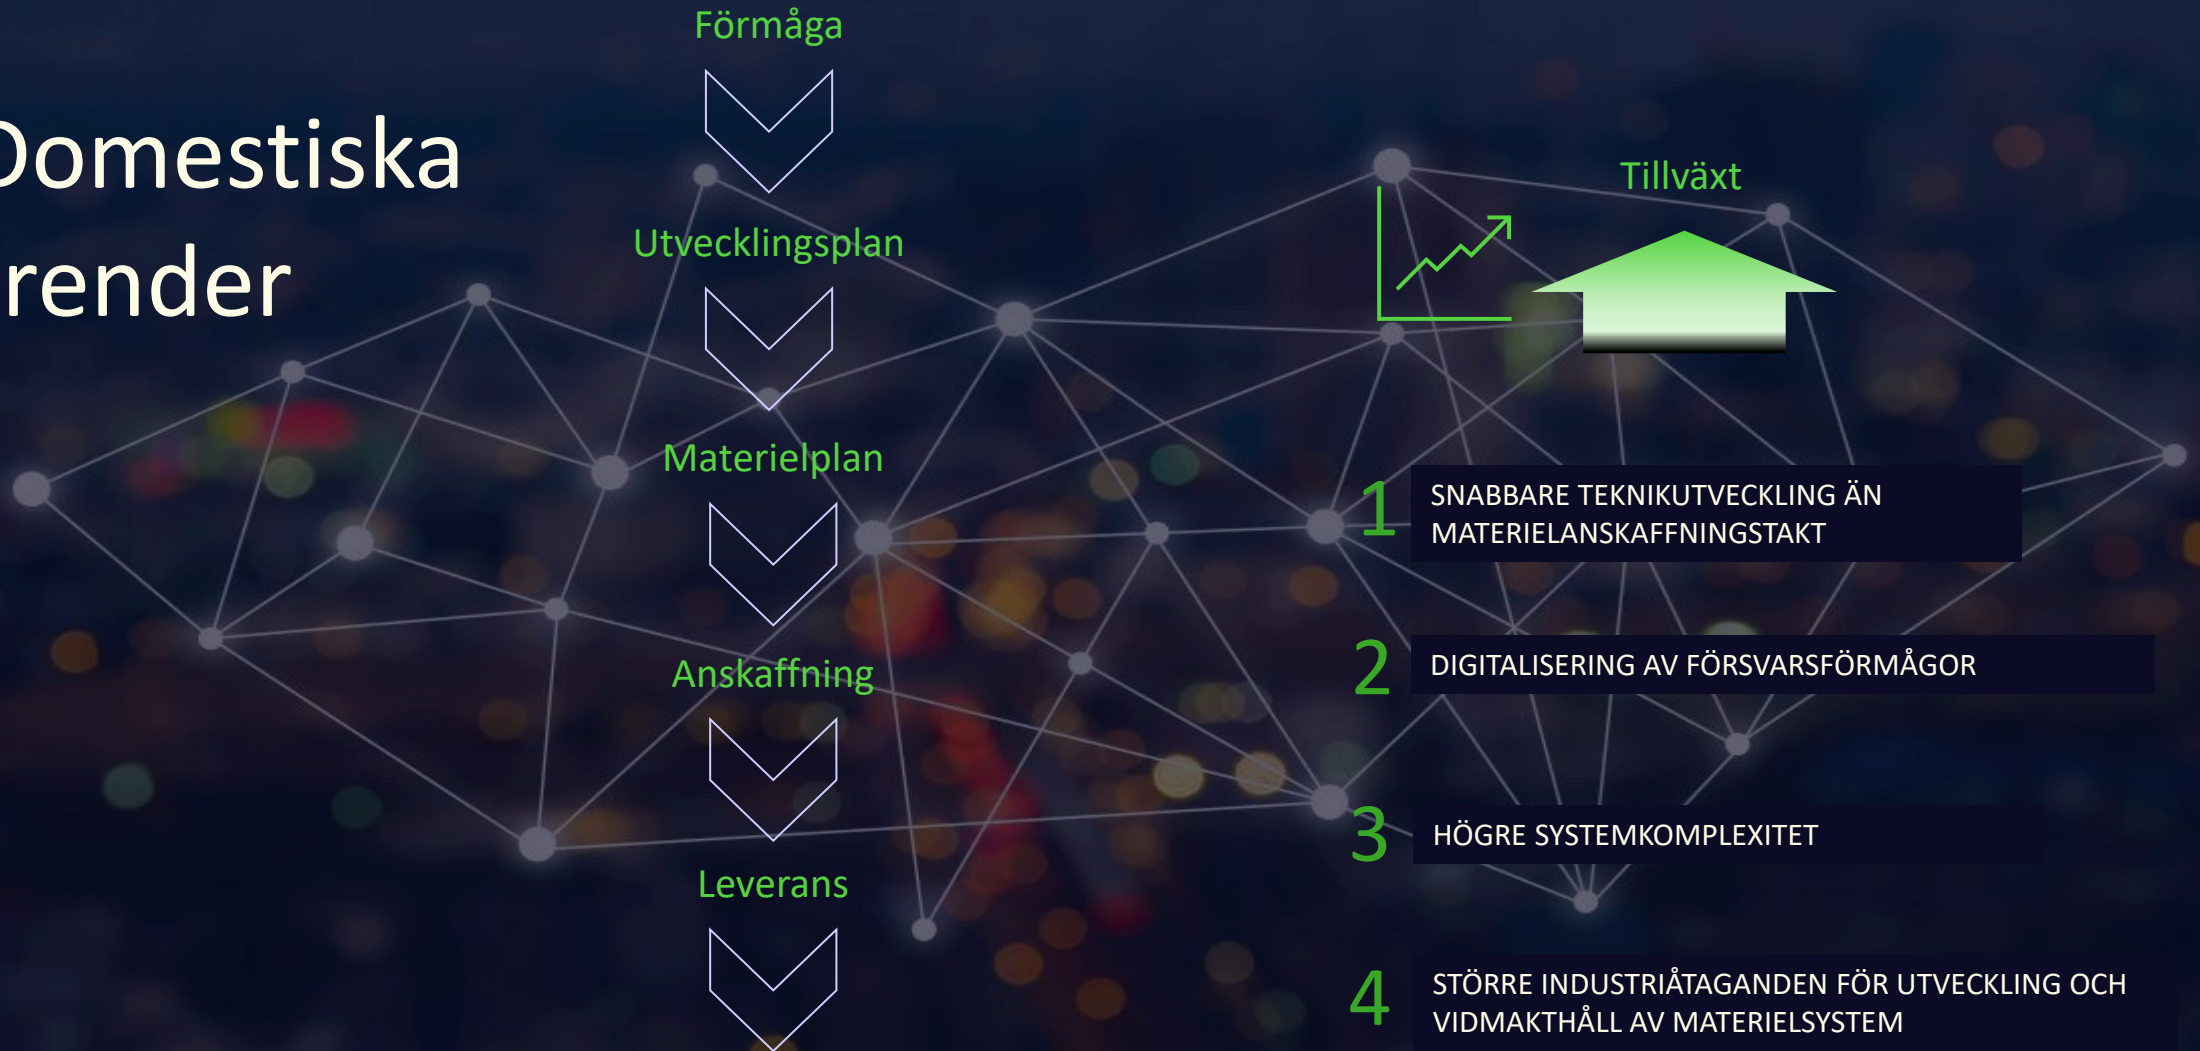 Domestiska
render
Förmåga
Utvecklingsplan
Materielplan
Anskaffning
Leverans
Tillväxt
1 SNABBARE TEKNIKUTVECKLING ÄN
MATERIELANSKAFFNINGSTAKT
2 DIGITALISERING AV FÖRSVARSFÖRMÅGOR
3 HÖGRE SYSTEMKOMPLEXITET
4 STÖRRE INDUSTRIÅTAGANDEN FÖR UTVECKLING OCH
VIDMAKTHÅLL AV MATERIELSYSTEM